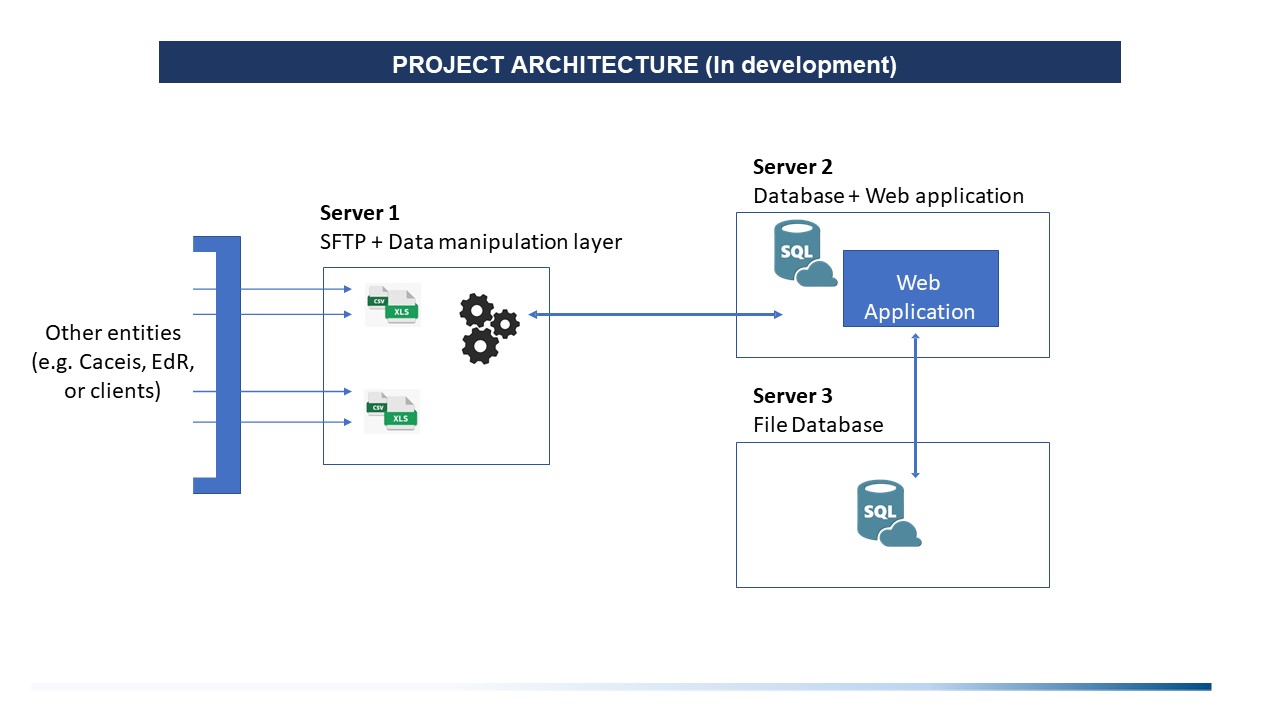 PROJECT ARCHITECTURE (In development)
Server 2
Database + Web application
Server 1
SFTP + Data manipulation layer
SQL
Web
Application
CSV
XLS
Other entities
(e.g. Caceis, EdR,
or clients)
Server 3
File Database
CSV
XLS
SQL